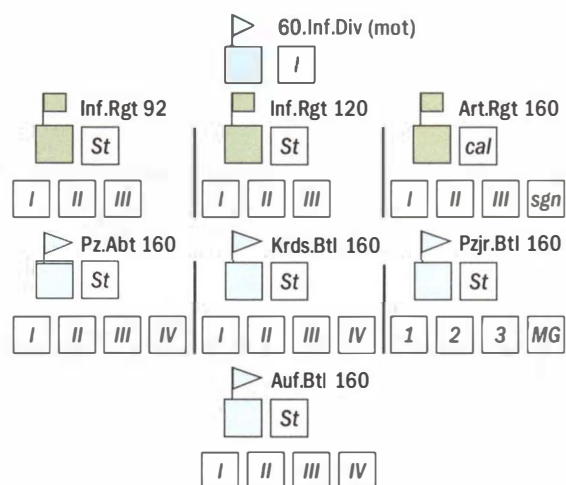 60.Inf.Div (mot)
I
Inf.Rgt 92 Inf.Rgt 120 Art.Rgt 160
St St cal
I II III I II III I II III sgn
Pz.Abt 160 Krds.Btl 160 Pzjr.Btl 160
St St St
I II III IV I II III IV 1 2 3 MG
Auf.Btl 160
St
I II III IV